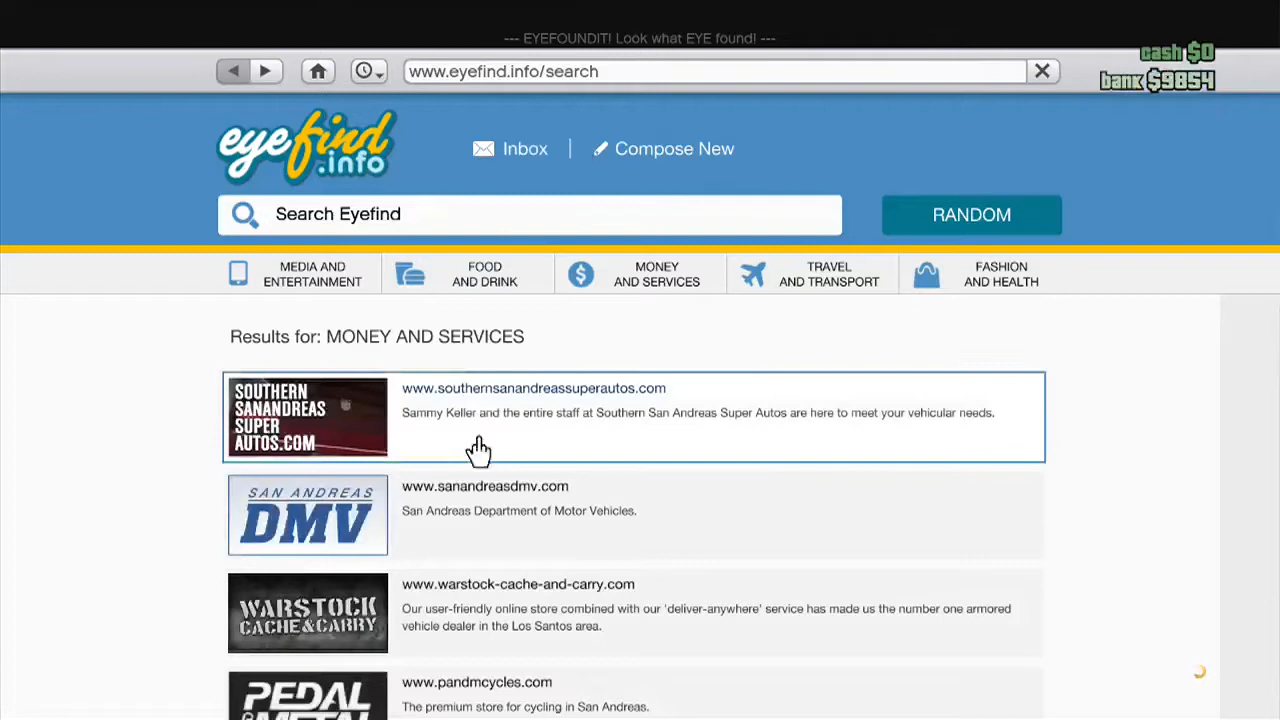 --- EYEFOUNDIT! Look what EYE found! ---
cash $0
bank $9854
www.eyefind.info/search
eyefind
.info
Inbox
Compose New
Search Eyefind
RANDOM
MEDIA AND
ENTERTAINMENT
FOOD
AND DRINK
MONEY
AND SERVICES
TRAVEL
AND TRANSPORT
FASHION
AND HEALTH
Results for: MONEY AND SERVICES
SOUTHERN
SANANDREAS
SUPER
AUTOS.COM
www.southernsanandreassuperautos.com
Sammy Keller and the entire staff at Southern San Andreas Super Autos are here to meet your vehicular needs.
SAN ANDREAS
DMV
www.sanandreasdmv.com
San Andreas Department of Motor Vehicles.
WARSTOCK
CACHE&CARRY
www.warstock-cache-and-carry.com
Our user-friendly online store combined with our 'deliver-anywhere' service has made us the number one armored
vehicle dealer in the Los Santos area.
PEDAL
&METAL
www.pandmcycles.com
The premium store for cycling in San Andreas.